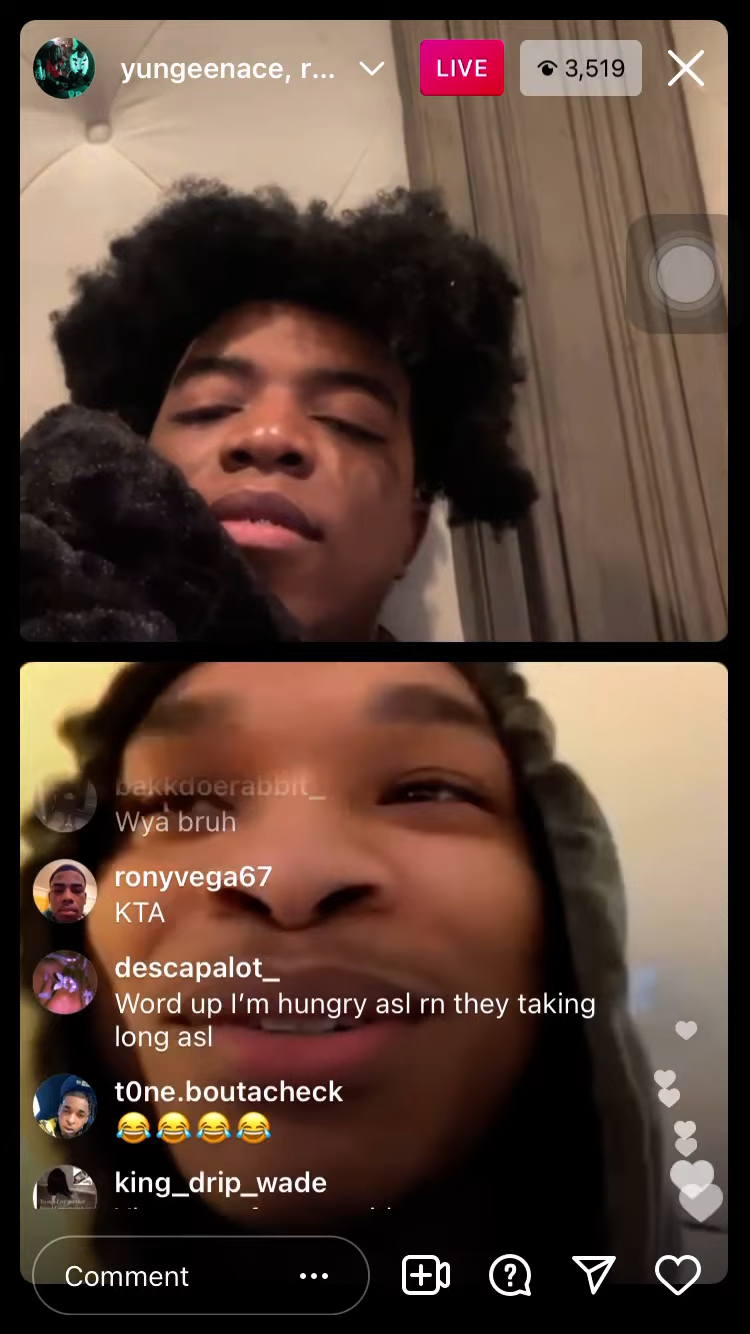 yungeenace, r...
LIVE
3,519
bakkdoerabbit_
Wya bruh
ronyvega67
KTA
descapalot_
Word up I’m hungry asl rn they taking
long asl
t0ne.boutacheck
😂😂😂😂
king_drip_wade
Comment